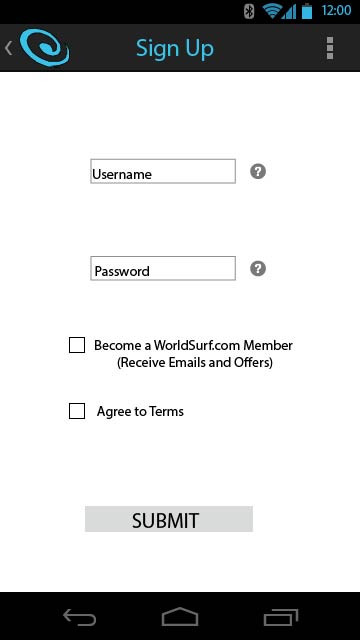 12:00
Sign Up
Username
?
Password
?
Become a WorldSurf.com Member
(Receive Emails and Offers)
Agree to Terms
SUBMIT